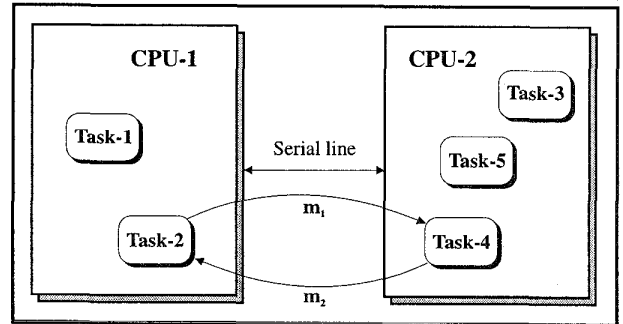 CPU-1
CPU-2
Task-3
Task-1
Serial line
Task-5
m₁
Task-2
Task-4
m₂